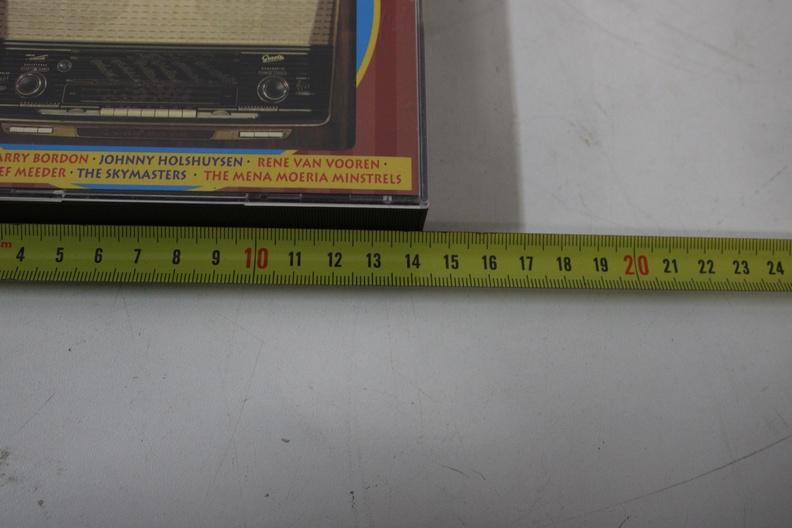 Graetz
ARRY BORDON · JOHNNY HOLSHUYSEN · RENE VAN VOOREN ·
EF MEEDER · THE SKYMASTERS · THE MENA MOERIA MINSTRELS
m 4 5 6 7 8 9 10 11 12 13 14 15 16 17 18 19 20 21 22 23 24